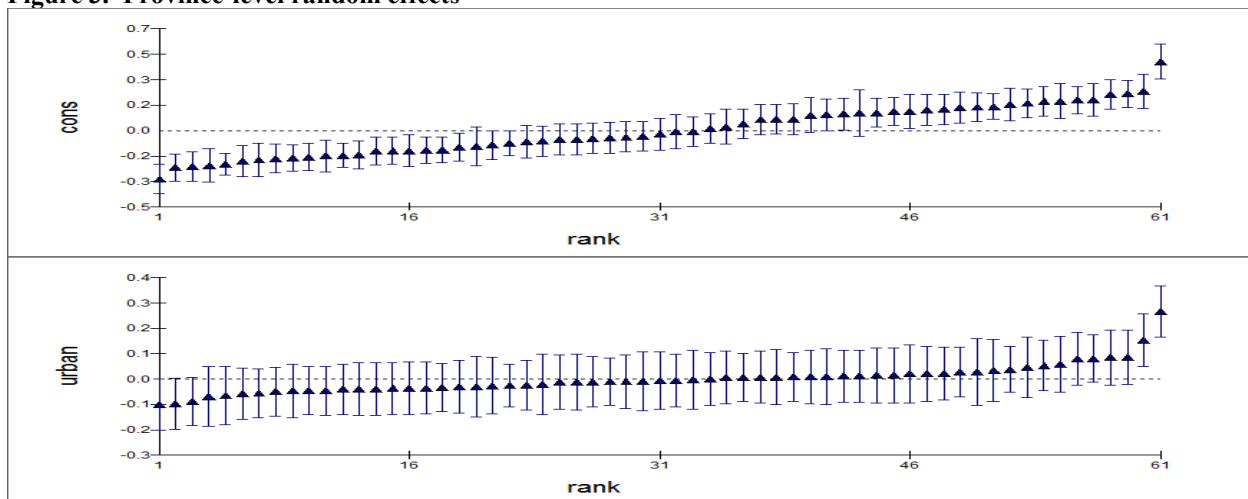 Figure 3. Province-level random effects
0.7
0.5
0.3
0.2
0.0
-0.2
-0.3
-0.5
cons
1 16 31 46 61
rank
0.4
0.3
0.2
0.1
0.0
-0.1
-0.2
-0.3
urban
1 16 31 46 61
rank